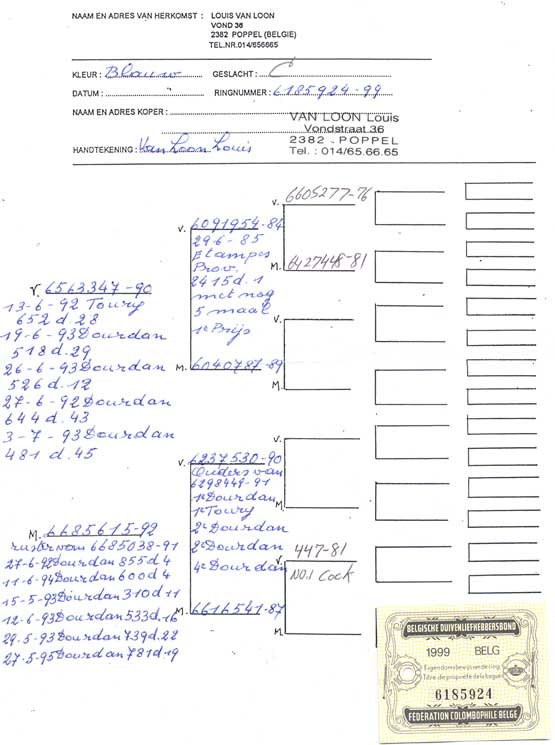 NAAM EN ADRES VAN HERKOMST : LOUIS VAN LOON
VOND 36
2382 POPPEL (BELGIE)
TEL.NR.014/656665
KLEUR : Blauw GESLACHT :
DATUM : RINGNUMMER : 6185924-99
NAAM EN ADRES KOPER :
VAN LOON Louis
Vondstraat 36
2382 - POPPEL
Tel. : 014/65.66.65
HANDTEKENING : Van Loon Louis
V. 6563347-90
13-6-92 Toury
652 d. 28
19-6-93 Dourdan
518 d. 29
26-6-93 Dourdan
526 d. 12
27-6-92 Dourdan
644 d. 43
3-7-93 Dourdan
481 d. 45
M. 6685615-92
zuster van 6685038-91
27-6-92 Dourdan 855 d 4
11-6-94 Dourdan 600 d 4
15-5-93 Dourdan 310 d 11
12-6-93 Dourdan 533 d. 16
29.5-93 Dourdan 739 d. 22
27.5-95 Dourdan 781 d. 19
V. 6091954-84
29-6-85
Etampes
Prov.
2415 d. 1
met nog
5 maal
1e Prijs
M. 6040787-89
V. 6237530-90
Ouders van
6298449-91
1e Dourdan
1e Toury
2e Dourdan
2e Dourdan
4e Dourdan
M. 6616541-87
V. 6605277-76
M. 6427448-81
V.
M.
V.
M.
V. 447-81
NO.1 Cock
M.
BELGISCHE DUIVENLIEFHEBBERSBOND
1999 BELG
Eigendomsbewijs van de ring
Titre de propriété de la bague
6185924
FÉDÉRATION COLOMBOPHILE BELGE